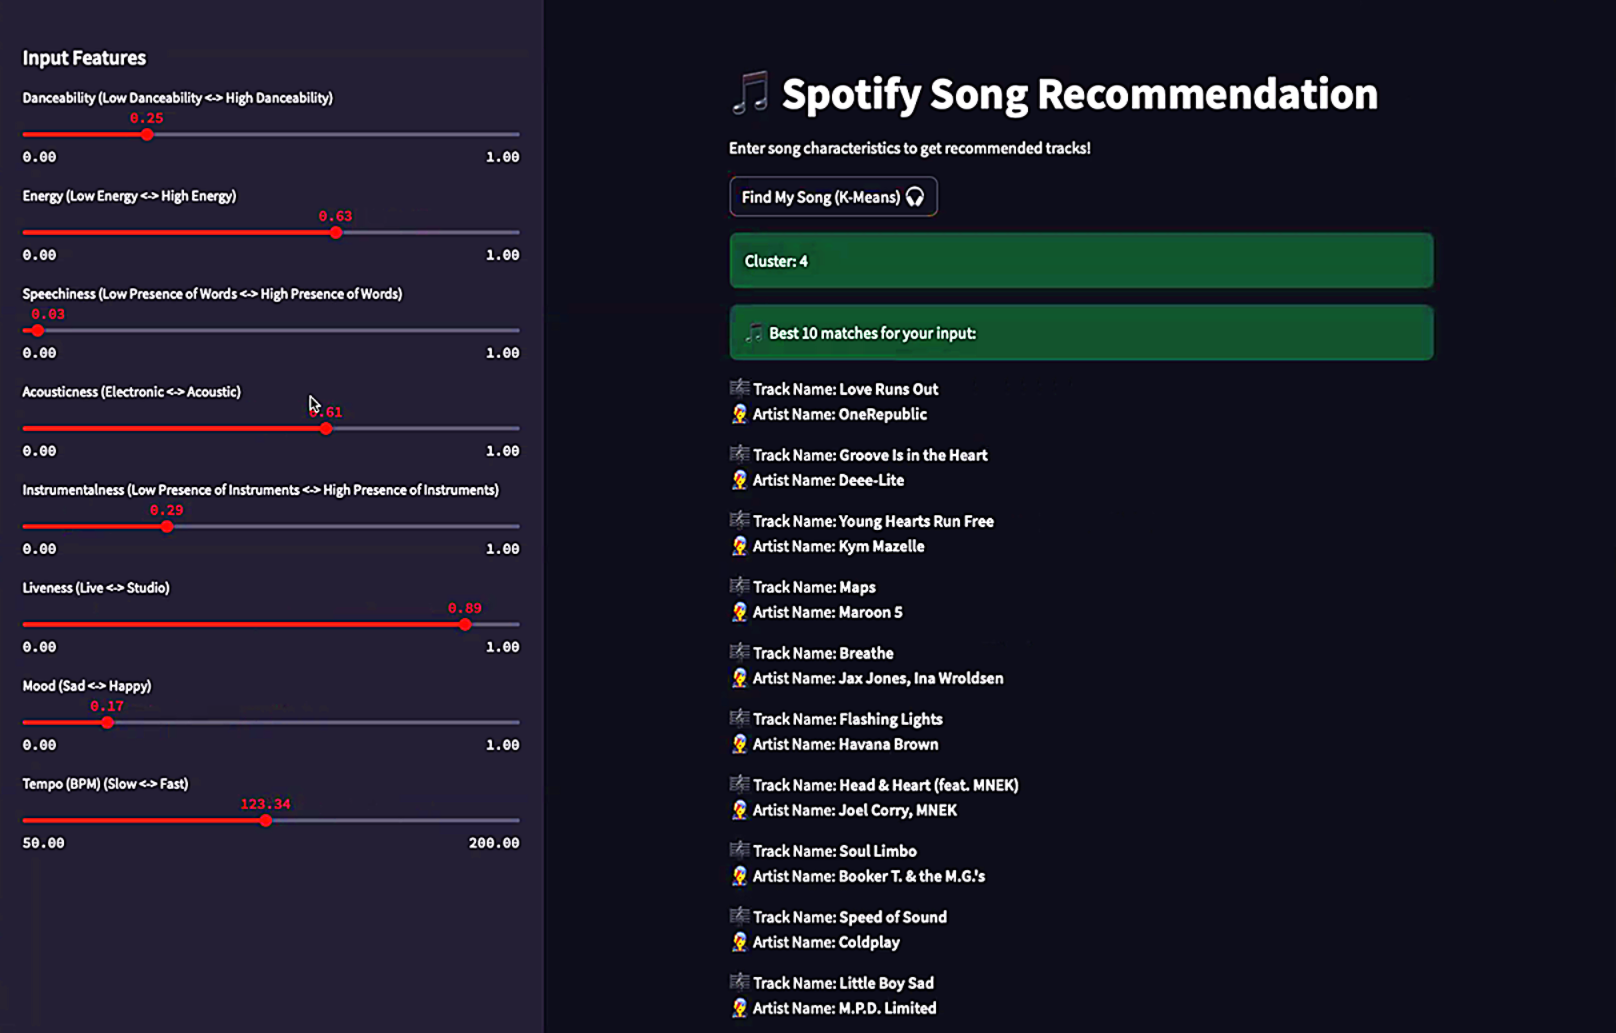 Input Features
Danceability (Low Danceability <-> High Danceability)
0.25
0.00 1.00
Energy (Low Energy <-> High Energy)
0.63
0.00 1.00
Speechiness (Low Presence of Words <-> High Presence of Words)
0.03
0.00 1.00
Acousticness (Electronic <-> Acoustic)
0.61
0.00 1.00
Instrumentalness (Low Presence of Instruments <-> High Presence of Instruments)
0.29
0.00 1.00
Liveness (Live <-> Studio)
0.89
0.00 1.00
Mood (Sad <-> Happy)
0.17
0.00 1.00
Tempo (BPM) (Slow <-> Fast)
123.34
50.00 200.00
🎵 Spotify Song Recommendation
Enter song characteristics to get recommended tracks!
Find My Song (K-Means) 🎧
Cluster: 4
🎵 Best 10 matches for your input:
🎼 Track Name: Love Runs Out
👩‍🎤 Artist Name: OneRepublic
🎼 Track Name: Groove Is in the Heart
👩‍🎤 Artist Name: Deee-Lite
🎼 Track Name: Young Hearts Run Free
👩‍🎤 Artist Name: Kym Mazelle
🎼 Track Name: Maps
👩‍🎤 Artist Name: Maroon 5
🎼 Track Name: Breathe
👩‍🎤 Artist Name: Jax Jones, Ina Wroldsen
🎼 Track Name: Flashing Lights
👩‍🎤 Artist Name: Havana Brown
🎼 Track Name: Head & Heart (feat. MNEK)
👩‍🎤 Artist Name: Joel Corry, MNEK
🎼 Track Name: Soul Limbo
👩‍🎤 Artist Name: Booker T. & the M.G.'s
🎼 Track Name: Speed of Sound
👩‍🎤 Artist Name: Coldplay
🎼 Track Name: Little Boy Sad
👩‍🎤 Artist Name: M.P.D. Limited